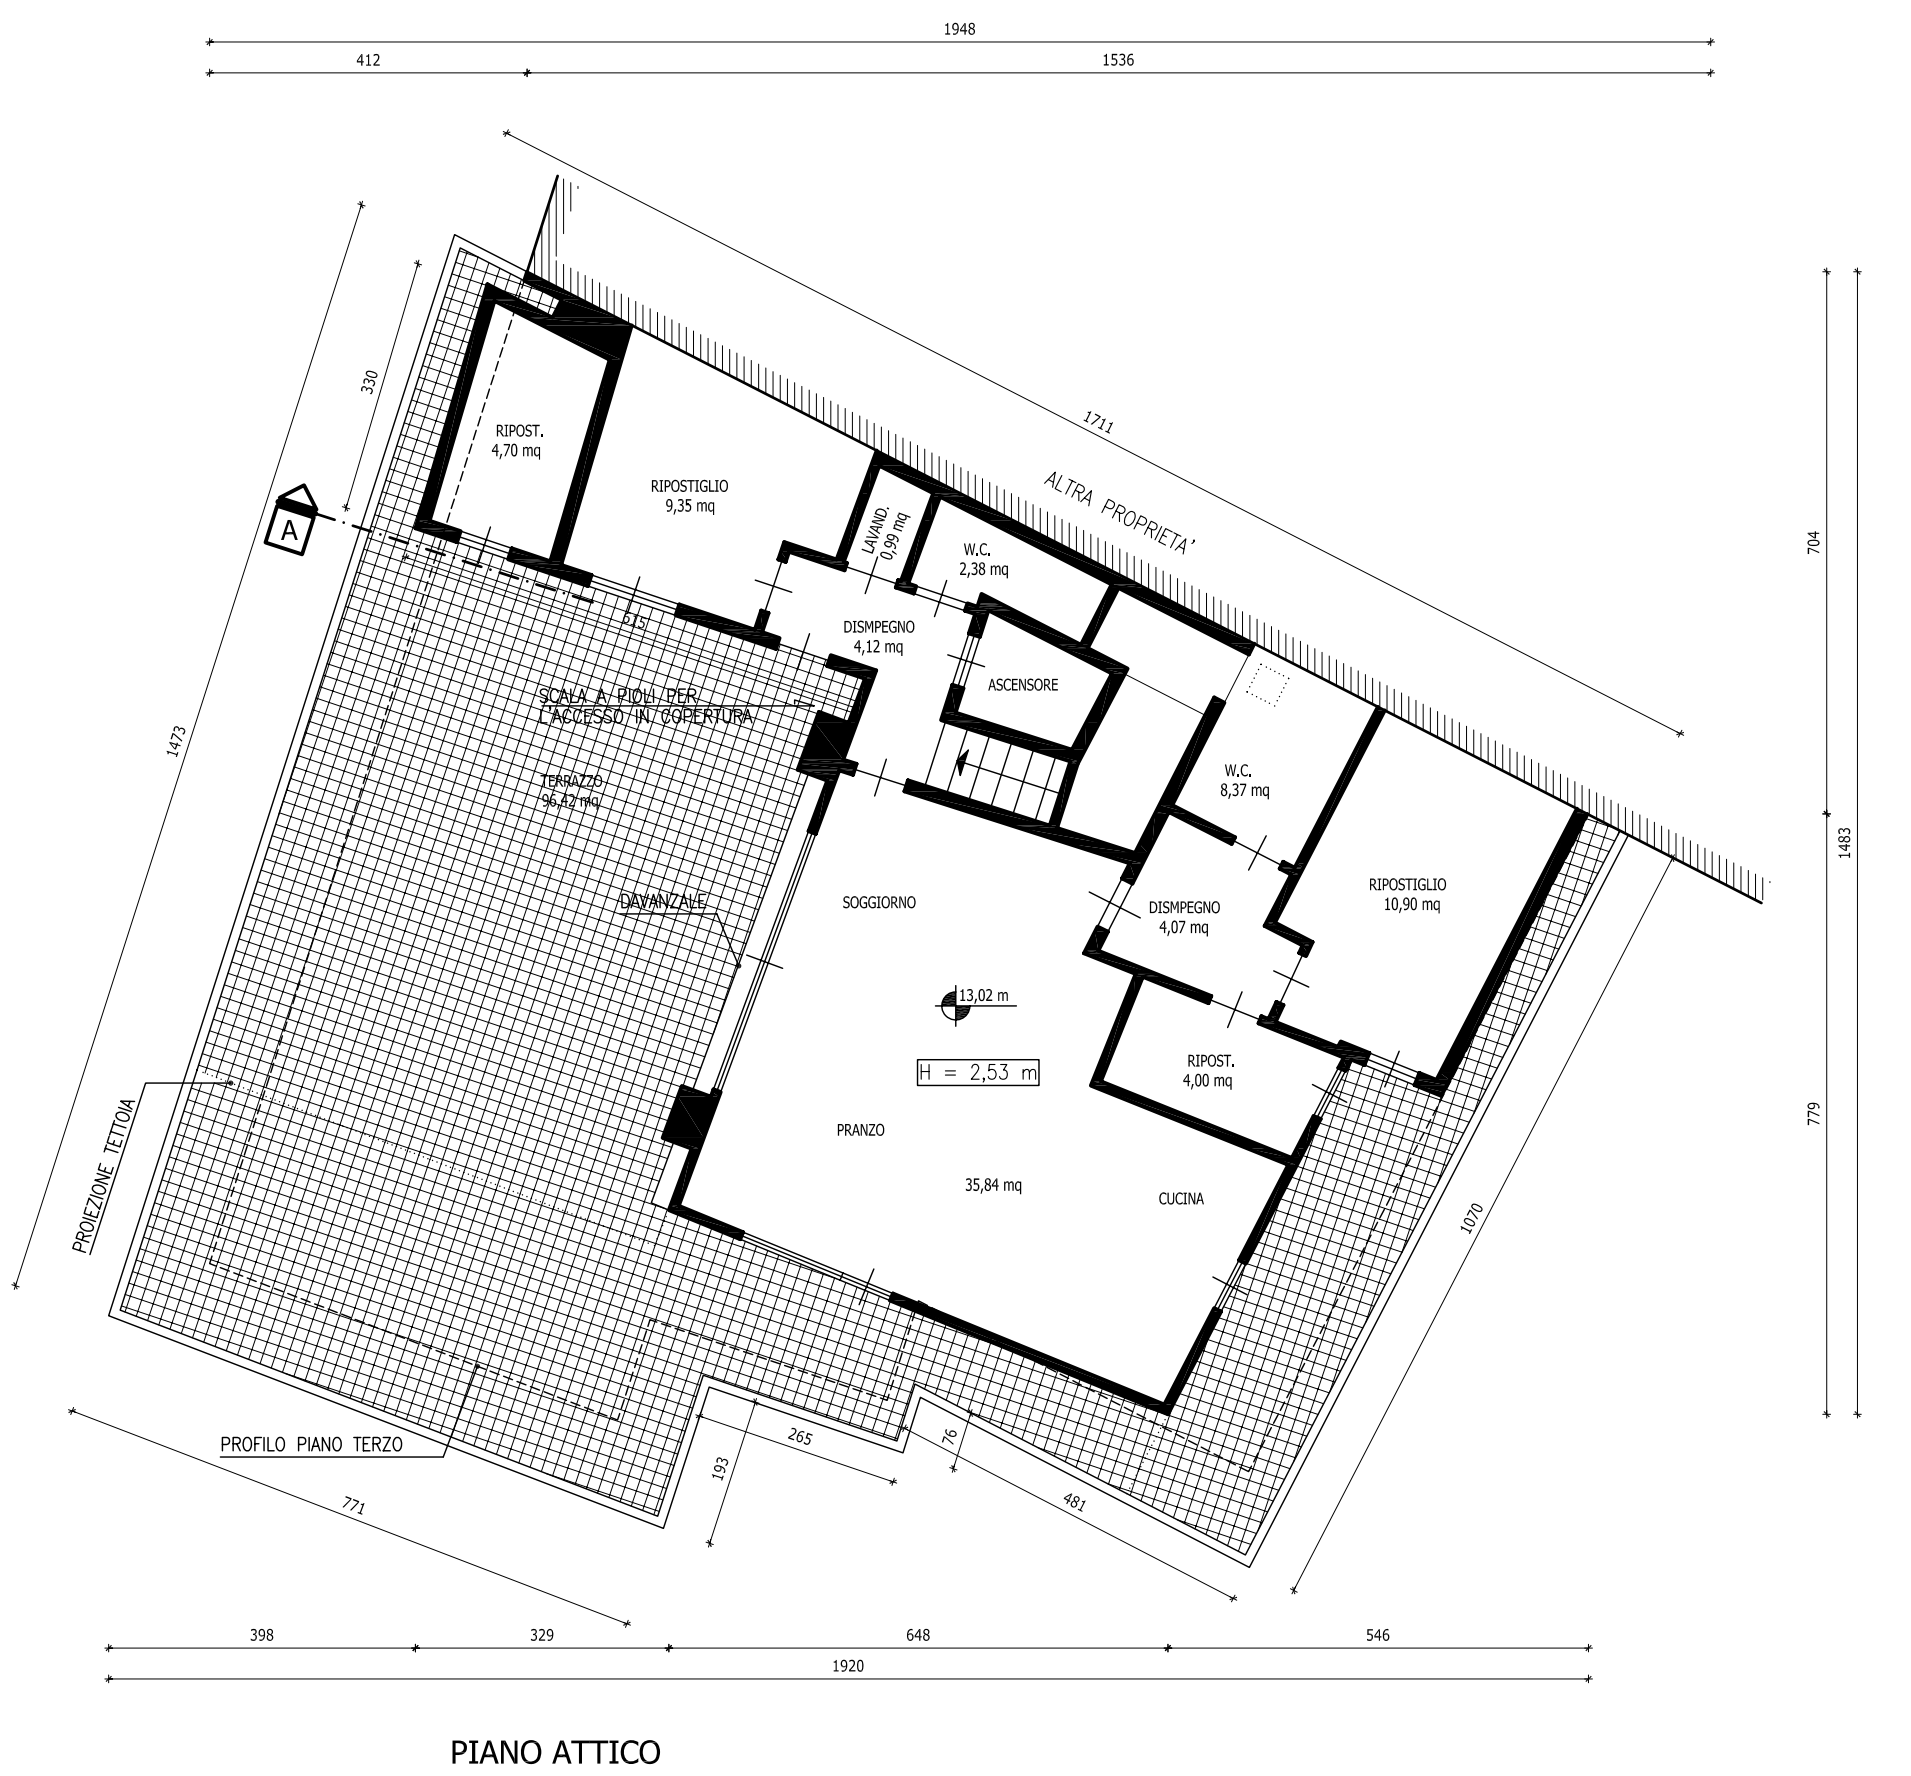 1948
412
1536
1711
ALTRA PROPRIETA'
330
1473
704
1483
779
RIPOST.
4,70 mq
RIPOSTIGLIO
9,35 mq
LAVAND.
0,99 mq
W.C.
2,38 mq
A
615
DISMPEGNO
4,12 mq
ASCENSORE
SCALA A PIOLI PER
L'ACCESSO IN COPERTURA
TERRAZZO
96,42 mq
W.C.
8,37 mq
DAVANZALE
SOGGIORNO
DISMPEGNO
4,07 mq
RIPOSTIGLIO
10,90 mq
13,02 m
H = 2,53 m
RIPOST.
4,00 mq
PROIEZIONE TETTOIA
PRANZO
35,84 mq
CUCINA
1070
PROFILO PIANO TERZO
265
193
76
481
771
398
329
648
546
1920
PIANO ATTICO